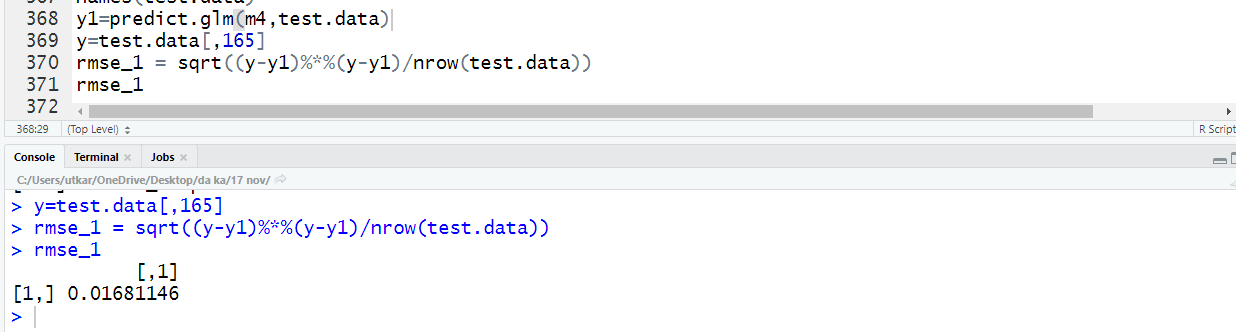 368 y1=predict.glm(m4,test.data)
369 y=test.data[,165]
370 rmse_1 = sqrt((y-y1)%*%(y-y1)/nrow(test.data))
371 rmse_1
372
368:29 (Top Level) R Script
Console Terminal Jobs
C:/Users/utkar/OneDrive/Desktop/da ka/17 nov/
> y=test.data[,165]
> rmse_1 = sqrt((y-y1)%*%(y-y1)/nrow(test.data))
> rmse_1
[,1]
[1,] 0.01681146
>